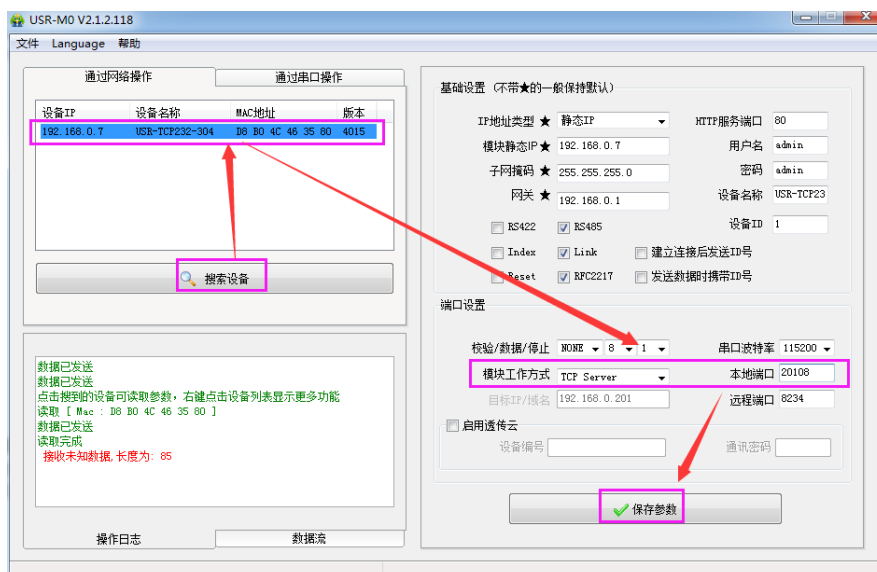 USR-M0 V2.1.2.118
文件 Language 帮助
通过网络操作 通过串口操作
设备IP 设备名称 MAC地址 版本
192.168.0.7 USR-TCP232-304 D8 B0 4C 46 35 80 4015
搜索设备
数据已发送
数据已发送
点击搜到的设备可读取参数，右键点击设备列表显示更多功能
读取 [ Mac : D8 B0 4C 46 35 80 ]
数据已发送
读取完成
接收未知数据,长度为: 85
操作日志 数据流
基础设置（不带★的一般保持默认）
IP地址类型 ★ 静态IP HTTP服务端口 80
模块静态IP★ 192.168.0.7 用户名 admin
子网掩码 ★ 255.255.255.0 密码 admin
网关 ★ 192.168.0.1 设备名称 USR-TCP23
RS422 RS485 设备ID 1
Index Link 建立连接后发送ID号
Reset RFC2217 发送数据时携带ID号
端口设置
校验/数据/停止 NONE 8 1 串口波特率 115200
模块工作方式 TCP Server 本地端口 20108
目标IP/域名 192.168.0.201 远程端口 8234
启用透传云
设备编号 通讯密码
保存参数